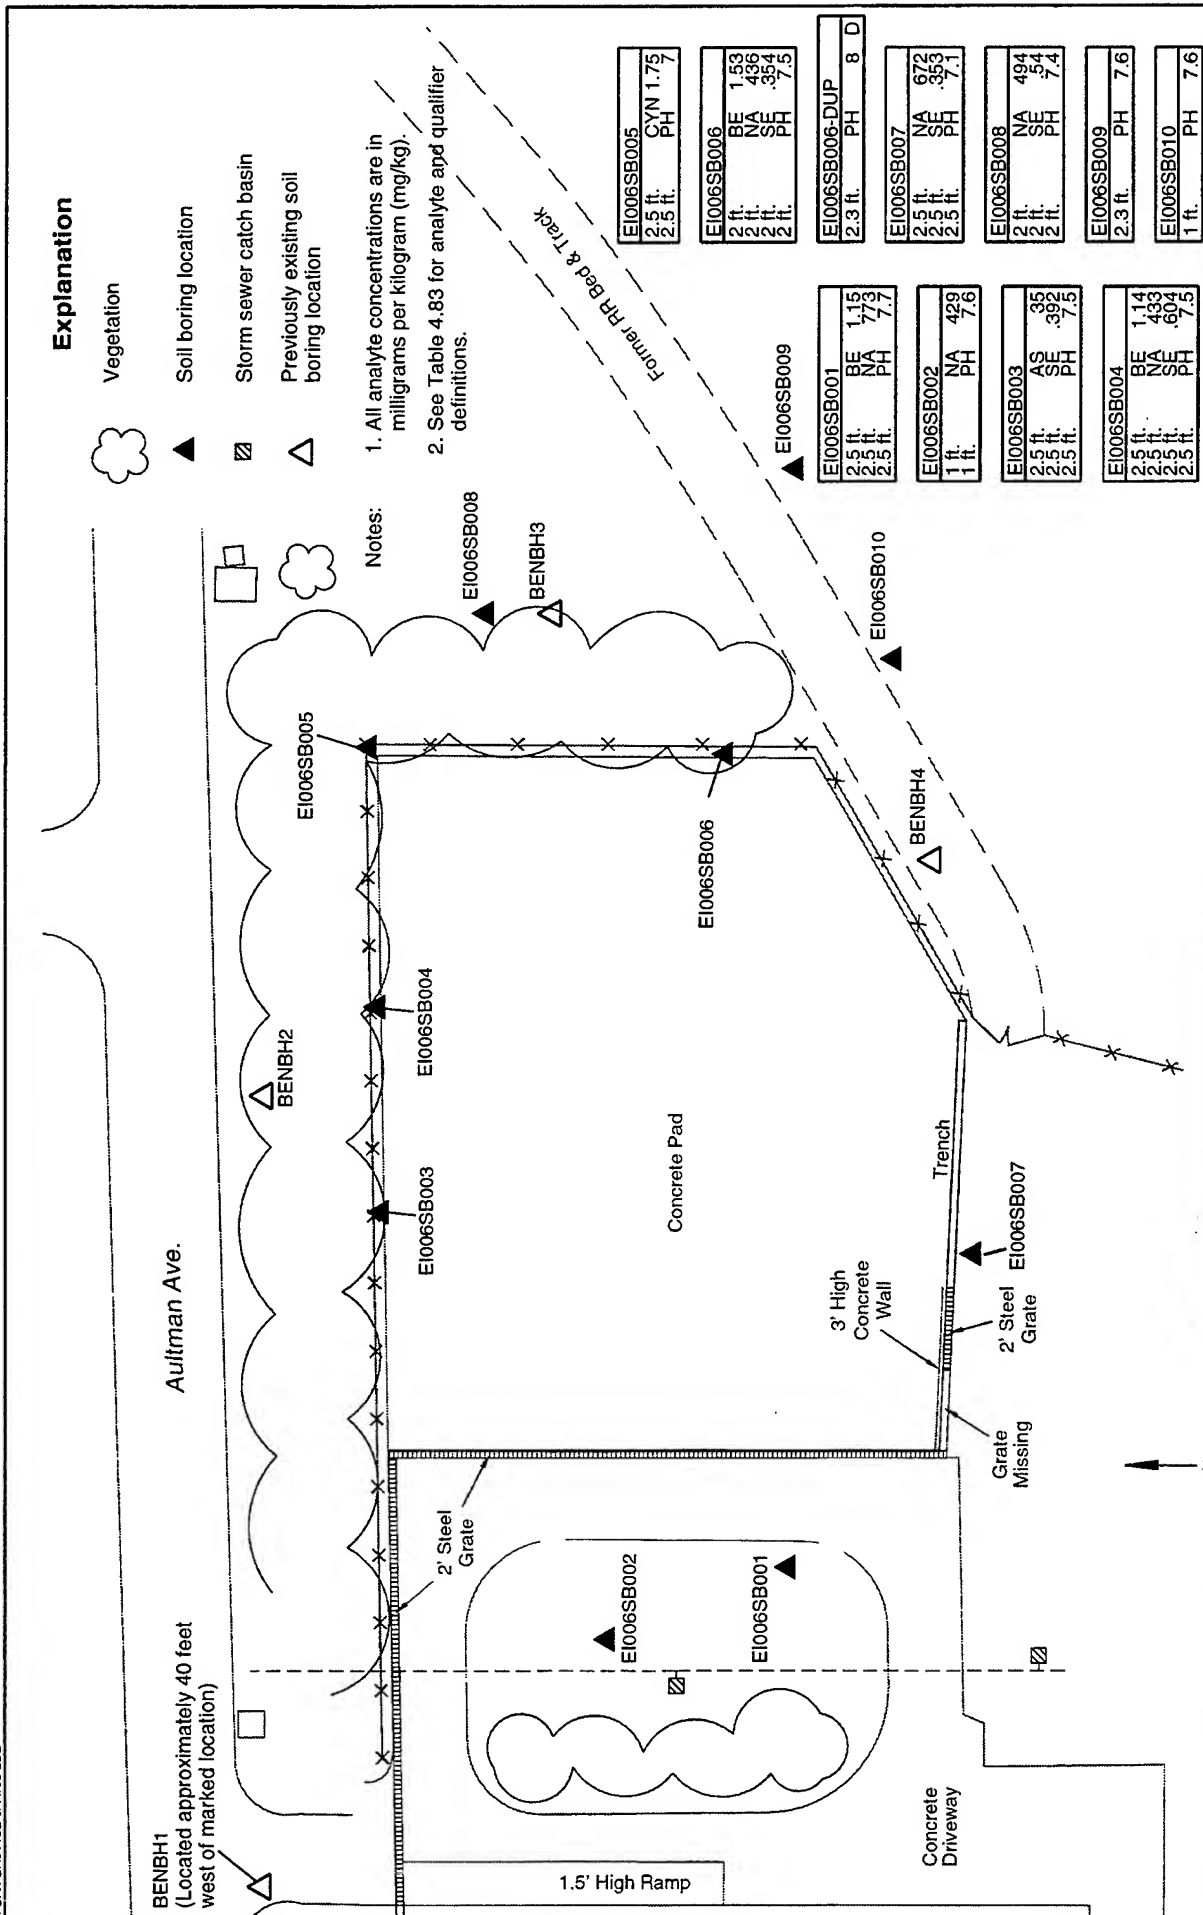 Explanation
Vegetation
Soil boring location
Storm sewer catch basin
Previously existing soil
boring location
Notes:
1. All analyte concentrations are in
milligrams per kilogram (mg/kg).
2. See Table 4.83 for analyte and qualifier
definitions.
Aultman Ave.
BENBH1
(Located approximately 40 feet
west of marked location)
BENBH2
EI006SB005
EI006SB008
BENBH3
EI006SB003
EI006SB004
EI006SB006
2' Steel
Grate
Concrete Pad
Former RR Bed & Track
EI006SB009
EI006SB010
BENBH4
EI006SB002
EI006SB001
3' High
Concrete
Wall
Trench
2' Steel
Grate
EI006SB007
Grate
Missing
1.5' High Ramp
Concrete
Driveway
EI006SB001
2.5 ft. BE 1.15
2.5 ft. NA 773
2.5 ft. PH 7.7
EI006SB002
1 ft. NA 429
1 ft. PH 7.6
EI006SB003
2.5 ft. AS 35
2.5 ft. SE .392
2.5 ft. PH 7.5
EI006SB004
2.5 ft. BE 1.14
2.5 ft. NA 433
2.5 ft. SE .604
2.5 ft. PH 7.5
EI006SB005
2.5 ft. CYN 1.75
2.5 ft. PH 7
EI006SB006
2 ft. BE 1.53
2 ft. NA 436
2 ft. SE .354
2 ft. PH 7.5
EI006SB006-DUP
2.3 ft. PH 8 D
EI006SB007
2.5 ft. NA 672
2.5 ft. SE .353
2.5 ft. PH 7.1
EI006SB008
2 ft. NA 494
2 ft. SE .54
2 ft. PH 7.4
EI006SB009
2.3 ft. PH 7.6
EI006SB010
1 ft. PH 7.6